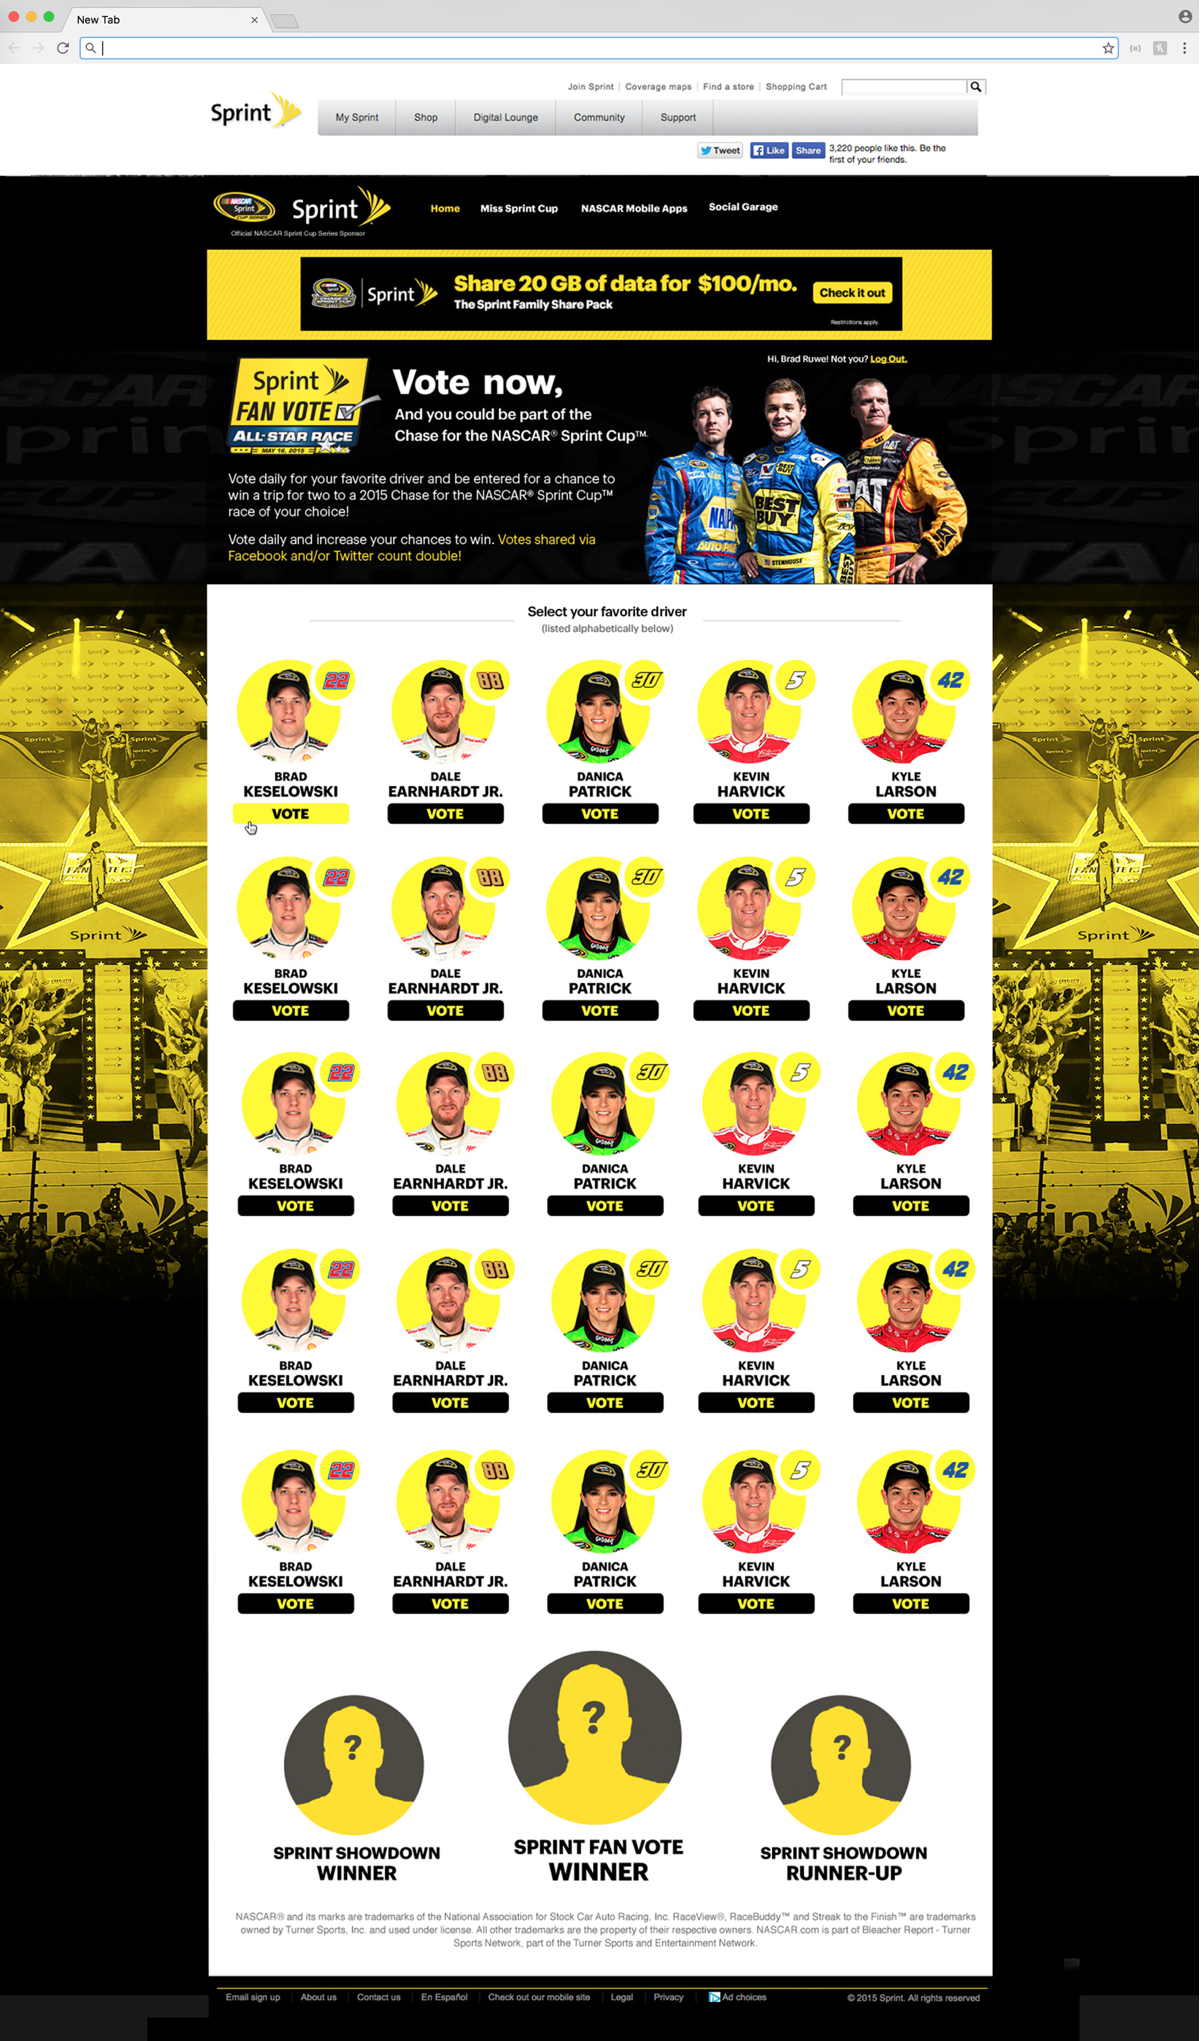 New Tab
Join Sprint | Coverage maps | Find a store | Shopping Cart
Sprint
My Sprint
Shop
Digital Lounge
Community
Support
Tweet
Like
Share
3,220 people like this. Be the
first of your friends.
NASCAR
Sprint
CUP SERIES
Sprint
Official NASCAR Sprint Cup Series Sponsor
Home
Miss Sprint Cup
NASCAR Mobile Apps
Social Garage
Sprint
Share 20 GB of data for $100/mo.
The Sprint Family Share Pack
Check it out
Restrictions apply.
Hi, Brad Ruwe! Not you? Log Out.
Sprint
FAN VOTE
ALL-STAR RACE
MAY 16, 2015
Vote now,
And you could be part of the
Chase for the NASCAR® Sprint Cup™.
Vote daily for your favorite driver and be entered for a chance to
win a trip for two to a 2015 Chase for the NASCAR® Sprint Cup™
race of your choice!
Vote daily and increase your chances to win. Votes shared via
Facebook and/or Twitter count double!
NAPA
AUTO PARTS
BEST
BUY
STENHOUSE
CAT
CAT
Select your favorite driver
(listed alphabetically below)
22
88
30
5
42
BRAD
KESELOWSKI
VOTE
DALE
EARNHARDT JR.
VOTE
DANICA
PATRICK
VOTE
KEVIN
HARVICK
VOTE
KYLE
LARSON
VOTE
22
88
30
5
42
BRAD
KESELOWSKI
VOTE
DALE
EARNHARDT JR.
VOTE
DANICA
PATRICK
VOTE
KEVIN
HARVICK
VOTE
KYLE
LARSON
VOTE
Sprint
Sprint
22
88
30
5
42
BRAD
KESELOWSKI
VOTE
DALE
EARNHARDT JR.
VOTE
DANICA
PATRICK
VOTE
KEVIN
HARVICK
VOTE
KYLE
LARSON
VOTE
22
88
30
5
42
BRAD
KESELOWSKI
VOTE
DALE
EARNHARDT JR.
VOTE
DANICA
PATRICK
VOTE
KEVIN
HARVICK
VOTE
KYLE
LARSON
VOTE
22
88
30
5
42
BRAD
KESELOWSKI
VOTE
DALE
EARNHARDT JR.
VOTE
DANICA
PATRICK
VOTE
KEVIN
HARVICK
VOTE
KYLE
LARSON
VOTE
?
?
?
SPRINT SHOWDOWN
WINNER
SPRINT FAN VOTE
WINNER
SPRINT SHOWDOWN
RUNNER-UP
NASCAR® and its marks are trademarks of the National Association for Stock Car Auto Racing, Inc. RaceView®, RaceBuddy™ and Streak to the Finish™ are trademarks
owned by Turner Sports, Inc. and used under license. All other trademarks are the property of their respective owners. NASCAR.com is part of Bleacher Report - Turner
Sports Network, part of the Turner Sports and Entertainment Network.
Email sign up
About us
Contact us
En Español
Check out our mobile site
Legal
Privacy
Ad choices
© 2015 Sprint. All rights reserved